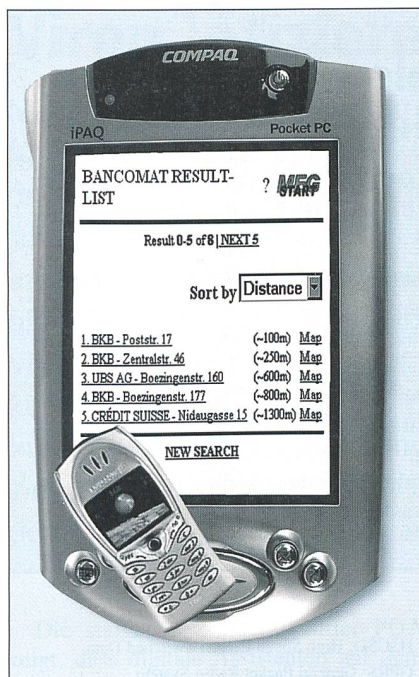 COMPAQ
iPAQ
Pocket PC
BANCOMAT RESULT-
LIST
? MFG
START
Result 0-5 of 8 | NEXT 5
Sort by Distance
1. BKB - Poststr. 17 (~100m) Map
2. BKB - Zentralstr. 46 (~250m) Map
3. UBS AG - Boezingenstr. 160 (~600m) Map
4. BKB - Boezingenstr. 177 (~800m) Map
5. CRÉDIT SUISSE - Nidaugasse 15 (~1300m) Map
NEW SEARCH